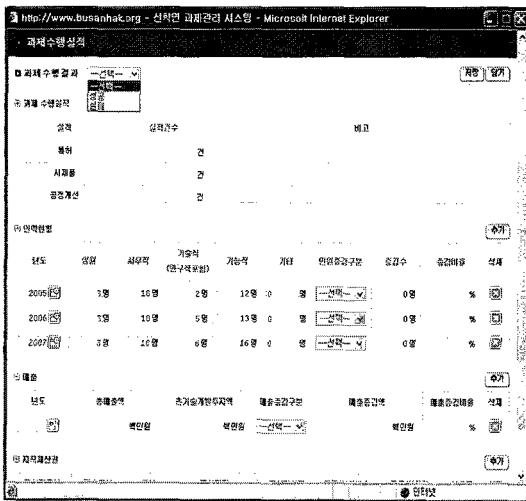 http://www.busanhak.org - 산학연 과제관리 시스템 - Microsoft Internet Explorer
과제수행실적
과제수행결과 ---선택--- 저장 닫기
과제 수행실적
실적 실적건수 비고
특허 건
시제품 건
공정개선 건
인력현황 추가
년도 임원 사무직 기술직 기능직 기타 인원증감구분 증감수 증감비율 삭제
(연구직포함)
2005 3명 10명 2명 12명 0 명 ---선택--- 0명 %
2006 3명 10명 5명 13명 0 명 ---선택--- 0명 %
2007 3명 10명 6명 16명 0 명 ---선택--- 0명 %
매출 추가
년도 총매출액 총기술개발투자액 매출증감구분 매출증감액 매출증감비율 삭제
백만원 백만원 ---선택--- 백만원 %
지적재산권 추가
인터넷